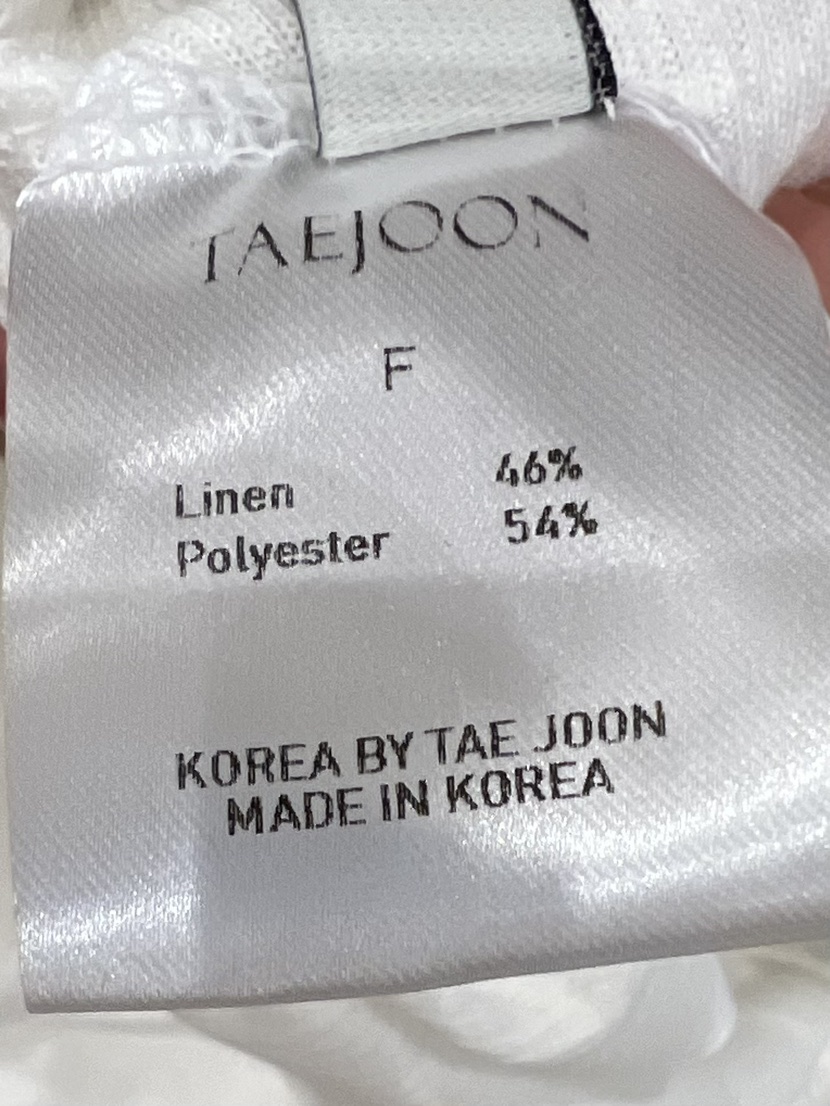 TAEJOON
F
Linen 46%
Polyester 54%
KOREA BY TAE JOON
MADE IN KOREA